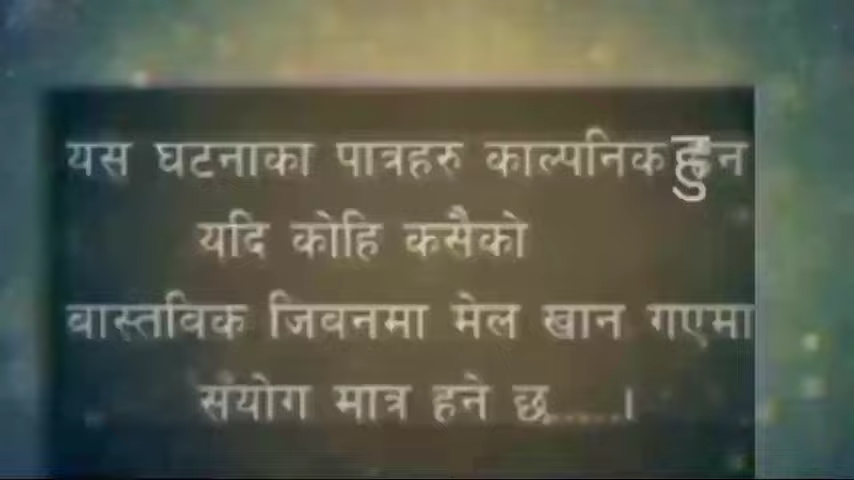 यस घटनाका पात्रहरु काल्पनिक हुन
यदि कोहि कसैको
वास्तविक जिवनमा मेल खान गएमा
संयोग मात्र हने छ......।